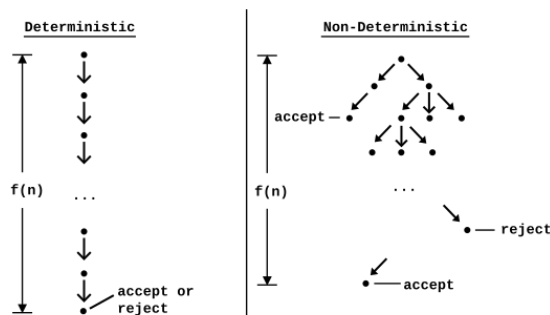 Deterministic
f(n)
...
accept or
reject
Non-Deterministic
accept
f(n)
...
reject
accept